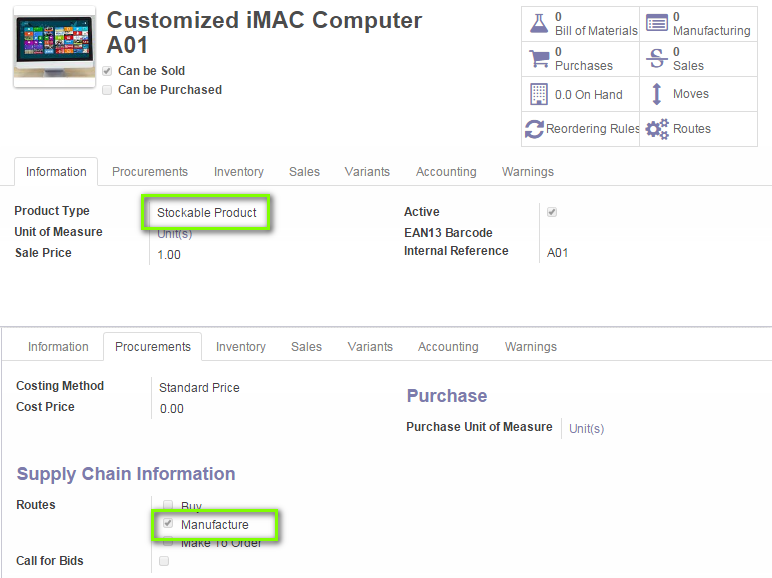 Customized iMAC Computer
A01
Can be Sold
Can be Purchased
0
Bill of Materials
0
Manufacturing
0
Purchases
0
Sales
0.0 On Hand
Moves
Reordering Rules
Routes
Information Procurements Inventory Sales Variants Accounting Warnings
Product Type Stockable Product
Unit of Measure Unit(s)
Sale Price 1.00
Active
EAN13 Barcode
Internal Reference A01
Information Procurements Inventory Sales Variants Accounting Warnings
Costing Method Standard Price
Cost Price 0.00
Purchase
Purchase Unit of Measure Unit(s)
Supply Chain Information
Routes Buy
Manufacture
Make To Order
Call for Bids